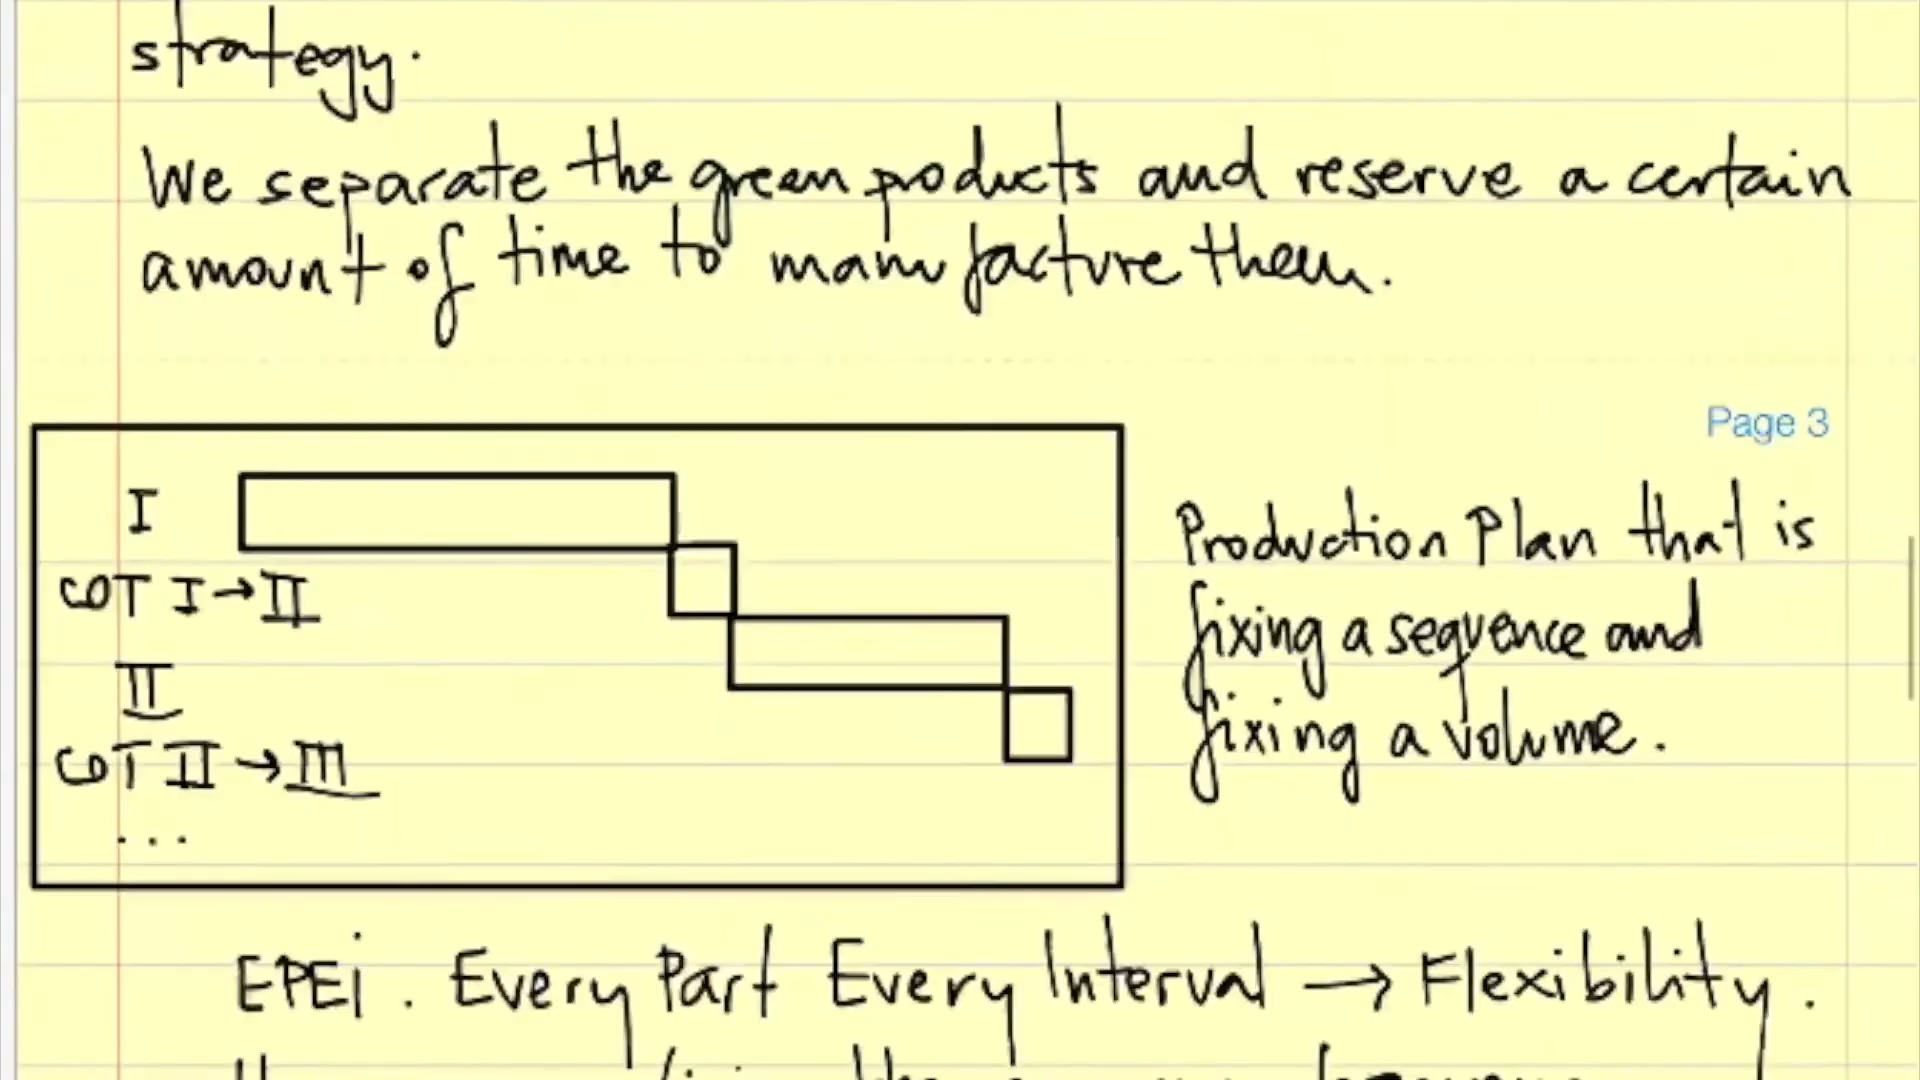 strategy.
We separate the green products and reserve a certain
amount of time to manufacture them.
Page 3
I
COT I → II
II
COT II → III
...
Production Plan that is
fixing a sequence and
fixing a volume.
EPEi. Every Part Every Interval → Flexibility.